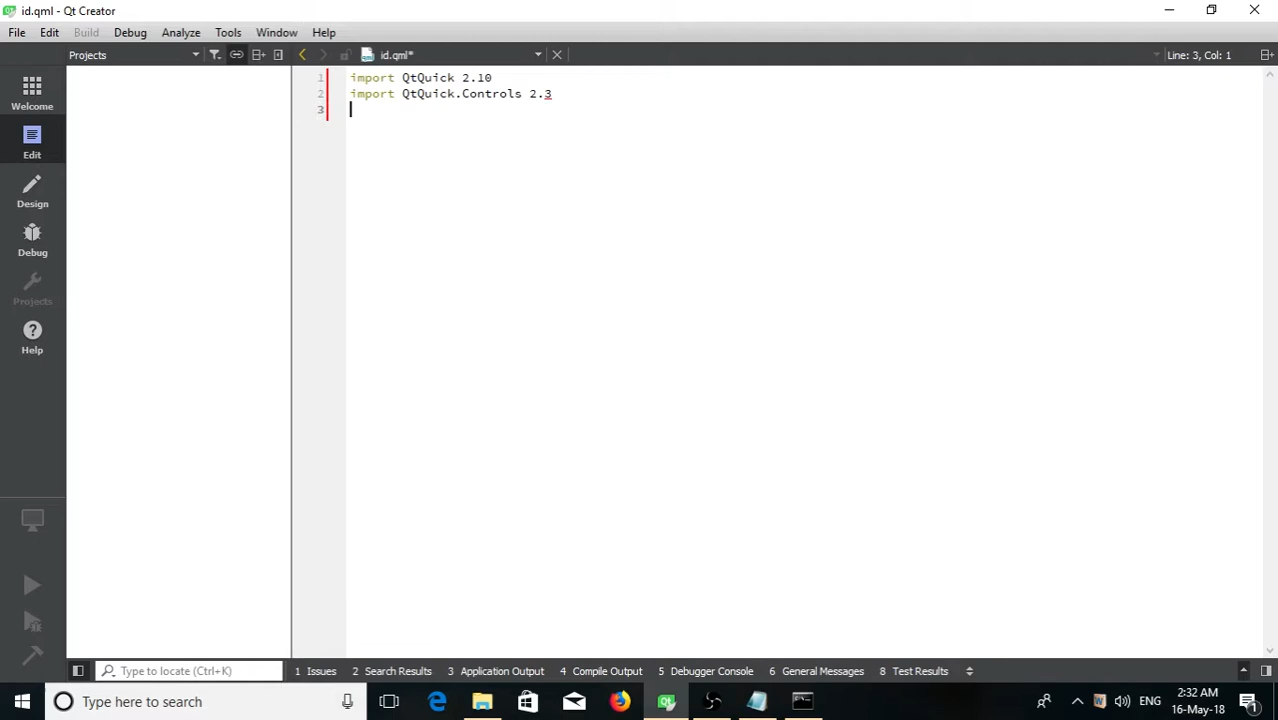 id.qml - Qt Creator
File Edit Build Debug Analyze Tools Window Help
Projects id.qml* Line: 3, Col: 1
1 import QtQuick 2.10
2 import QtQuick.Controls 2.3
3
Welcome
Edit
Design
Debug
Projects
Help
Type to locate (Ctrl+K) 1 Issues 2 Search Results 3 Application Output 4 Compile Output 5 Debugger Console 6 General Messages 8 Test Results
Type here to search ENG 2:32 AM
16-May-18 1